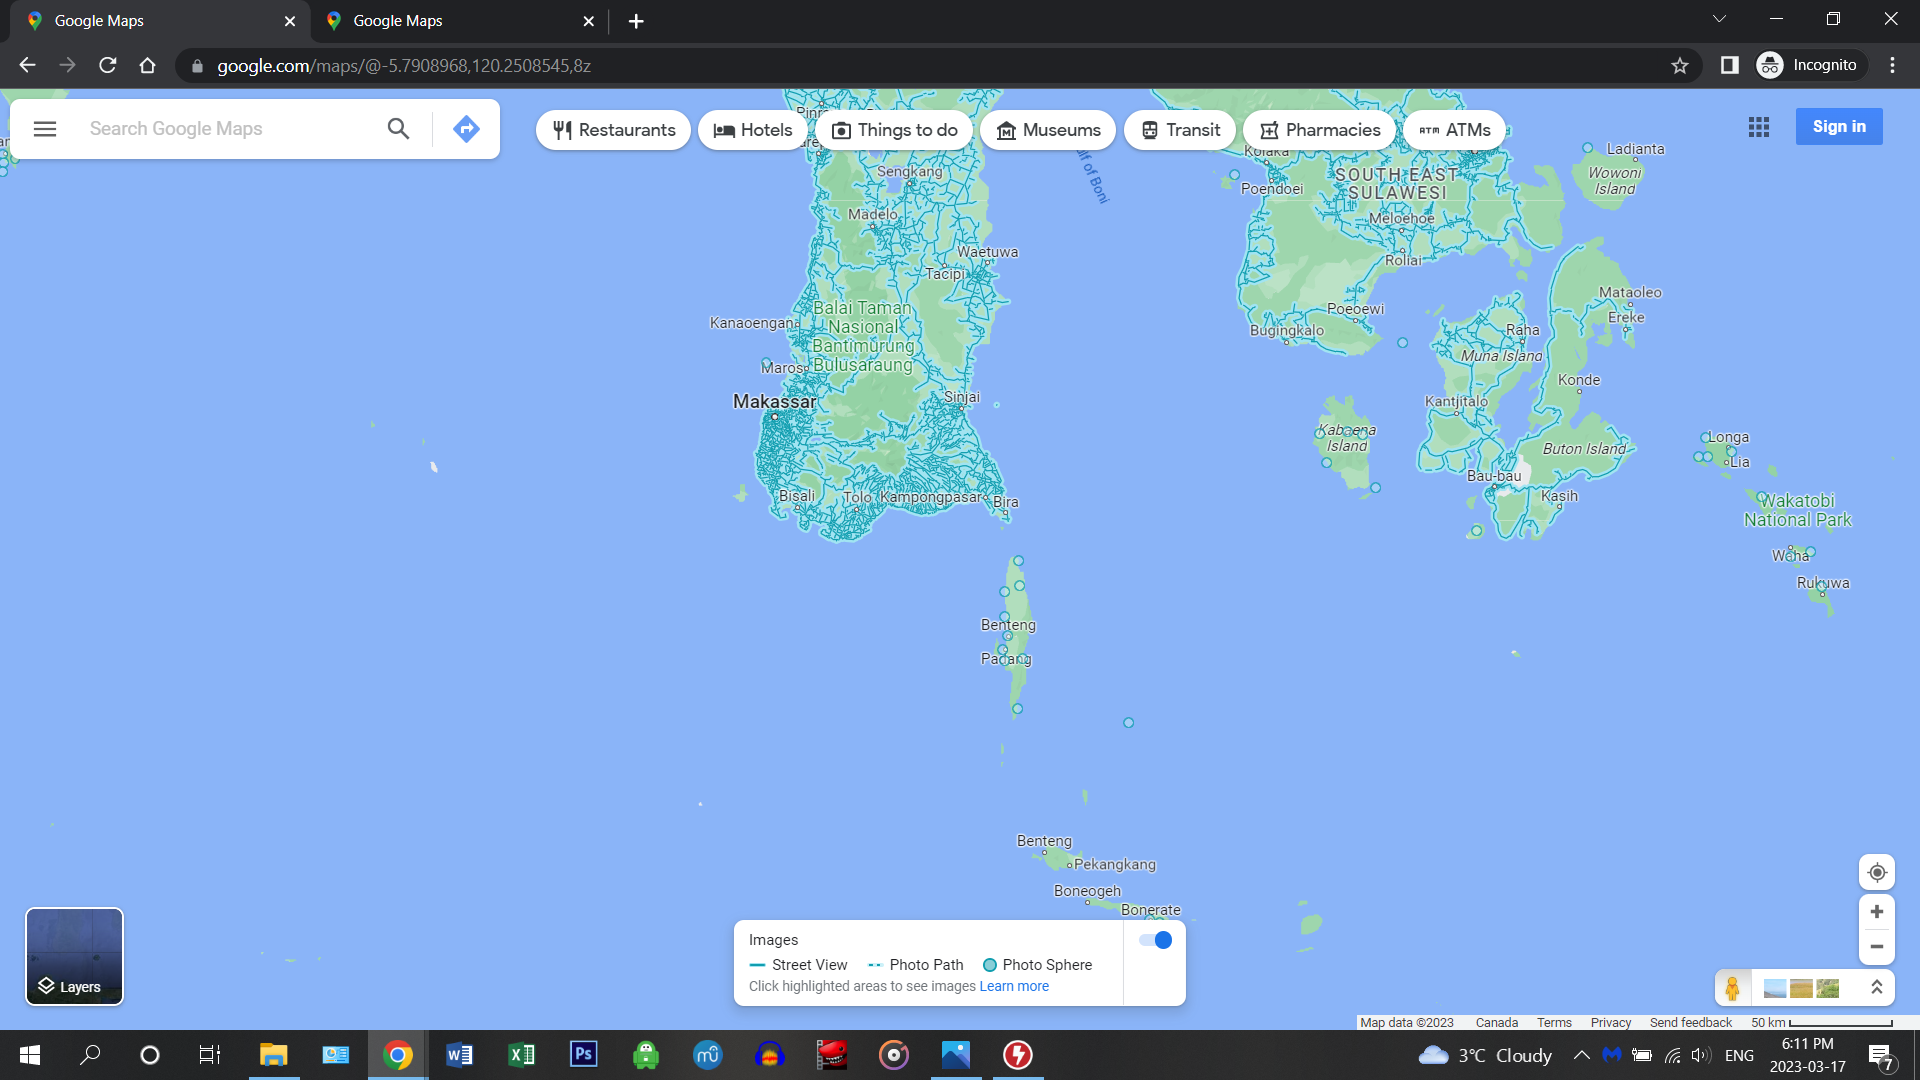 Google Maps
Google Maps
google.com/maps/@-5.7908968,120.2508545,8z
Incognito
Search Google Maps
Restaurants
Hotels
Things to do
Museums
Transit
Pharmacies
ATM ATMs
Sign in
Sengkang
Madelo
Waetuwa
Tacipi
Balai Taman
Nasional
Bantimurung
Bulusaraung
Kanaoengang
Maros
Makassar
Sinjai
Bisali
Tolo
Kampongpasar
Bira
Gulf of Boni
Kolaka
Poendoei
SOUTH EAST
SULAWESI
Meloehoe
Roliai
Ladianta
Wowoni
Island
Poeoewi
Bugingkalo
Mataoleo
Ereke
Raha
Muna Island
Konde
Kantjitalo
Kabaena
Island
Buton Island
Bau-bau
Kasih
Longa
Lia
Wakatobi
National Park
Waha
Rukuwa
Benteng
Padang
Benteng
Pekangkang
Boneogeh
Bonerate
Layers
Images
Street View
Photo Path
Photo Sphere
Click highlighted areas to see images Learn more
Map data ©2023
Canada
Terms
Privacy
Send feedback
50 km
3°C Cloudy
ENG
6:11 PM
2023-03-17
7